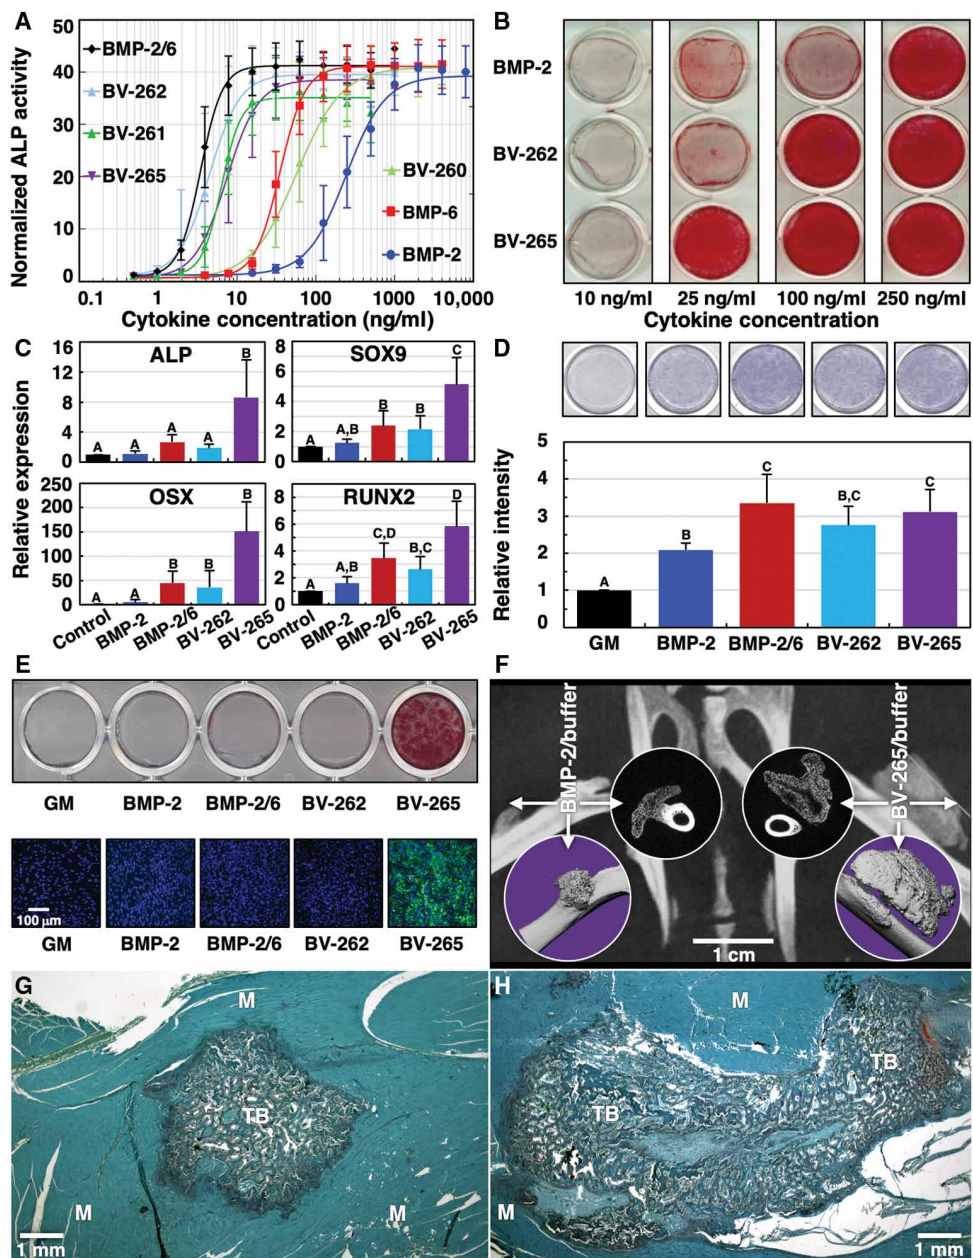 A
Normalized ALP activity
50
40
30
20
10
0
BMP-2/6
BV-262
BV-261
BV-265
BV-260
BMP-6
BMP-2
0.1 1 10 100 1000 10,000
Cytokine concentration (ng/ml)
B
BMP-2
BV-262
BV-265
10 ng/ml 25 ng/ml 100 ng/ml 250 ng/ml
Cytokine concentration
C
Relative expression
ALP
16
12
8
4
0
A A A A B
SOX9
8
6
4
2
0
A A,B B B C
OSX
250
200
150
100
50
0
A A B B B
RUNX2
8
6
4
2
0
A A,B C,D B,C D
Control BMP-2 BMP-2/6 BV-262 BV-265
Control BMP-2 BMP-2/6 BV-262 BV-265
D
Relative intensity
5
4
3
2
1
0
A B C B,C C
GM BMP-2 BMP-2/6 BV-262 BV-265
E
GM BMP-2 BMP-2/6 BV-262 BV-265
100 µm
GM BMP-2 BMP-2/6 BV-262 BV-265
F
BMP-2/buffer
BV-265/buffer
1 cm
G
M
TB
M
M
1 mm
H
M
TB
TB
M
1 mm